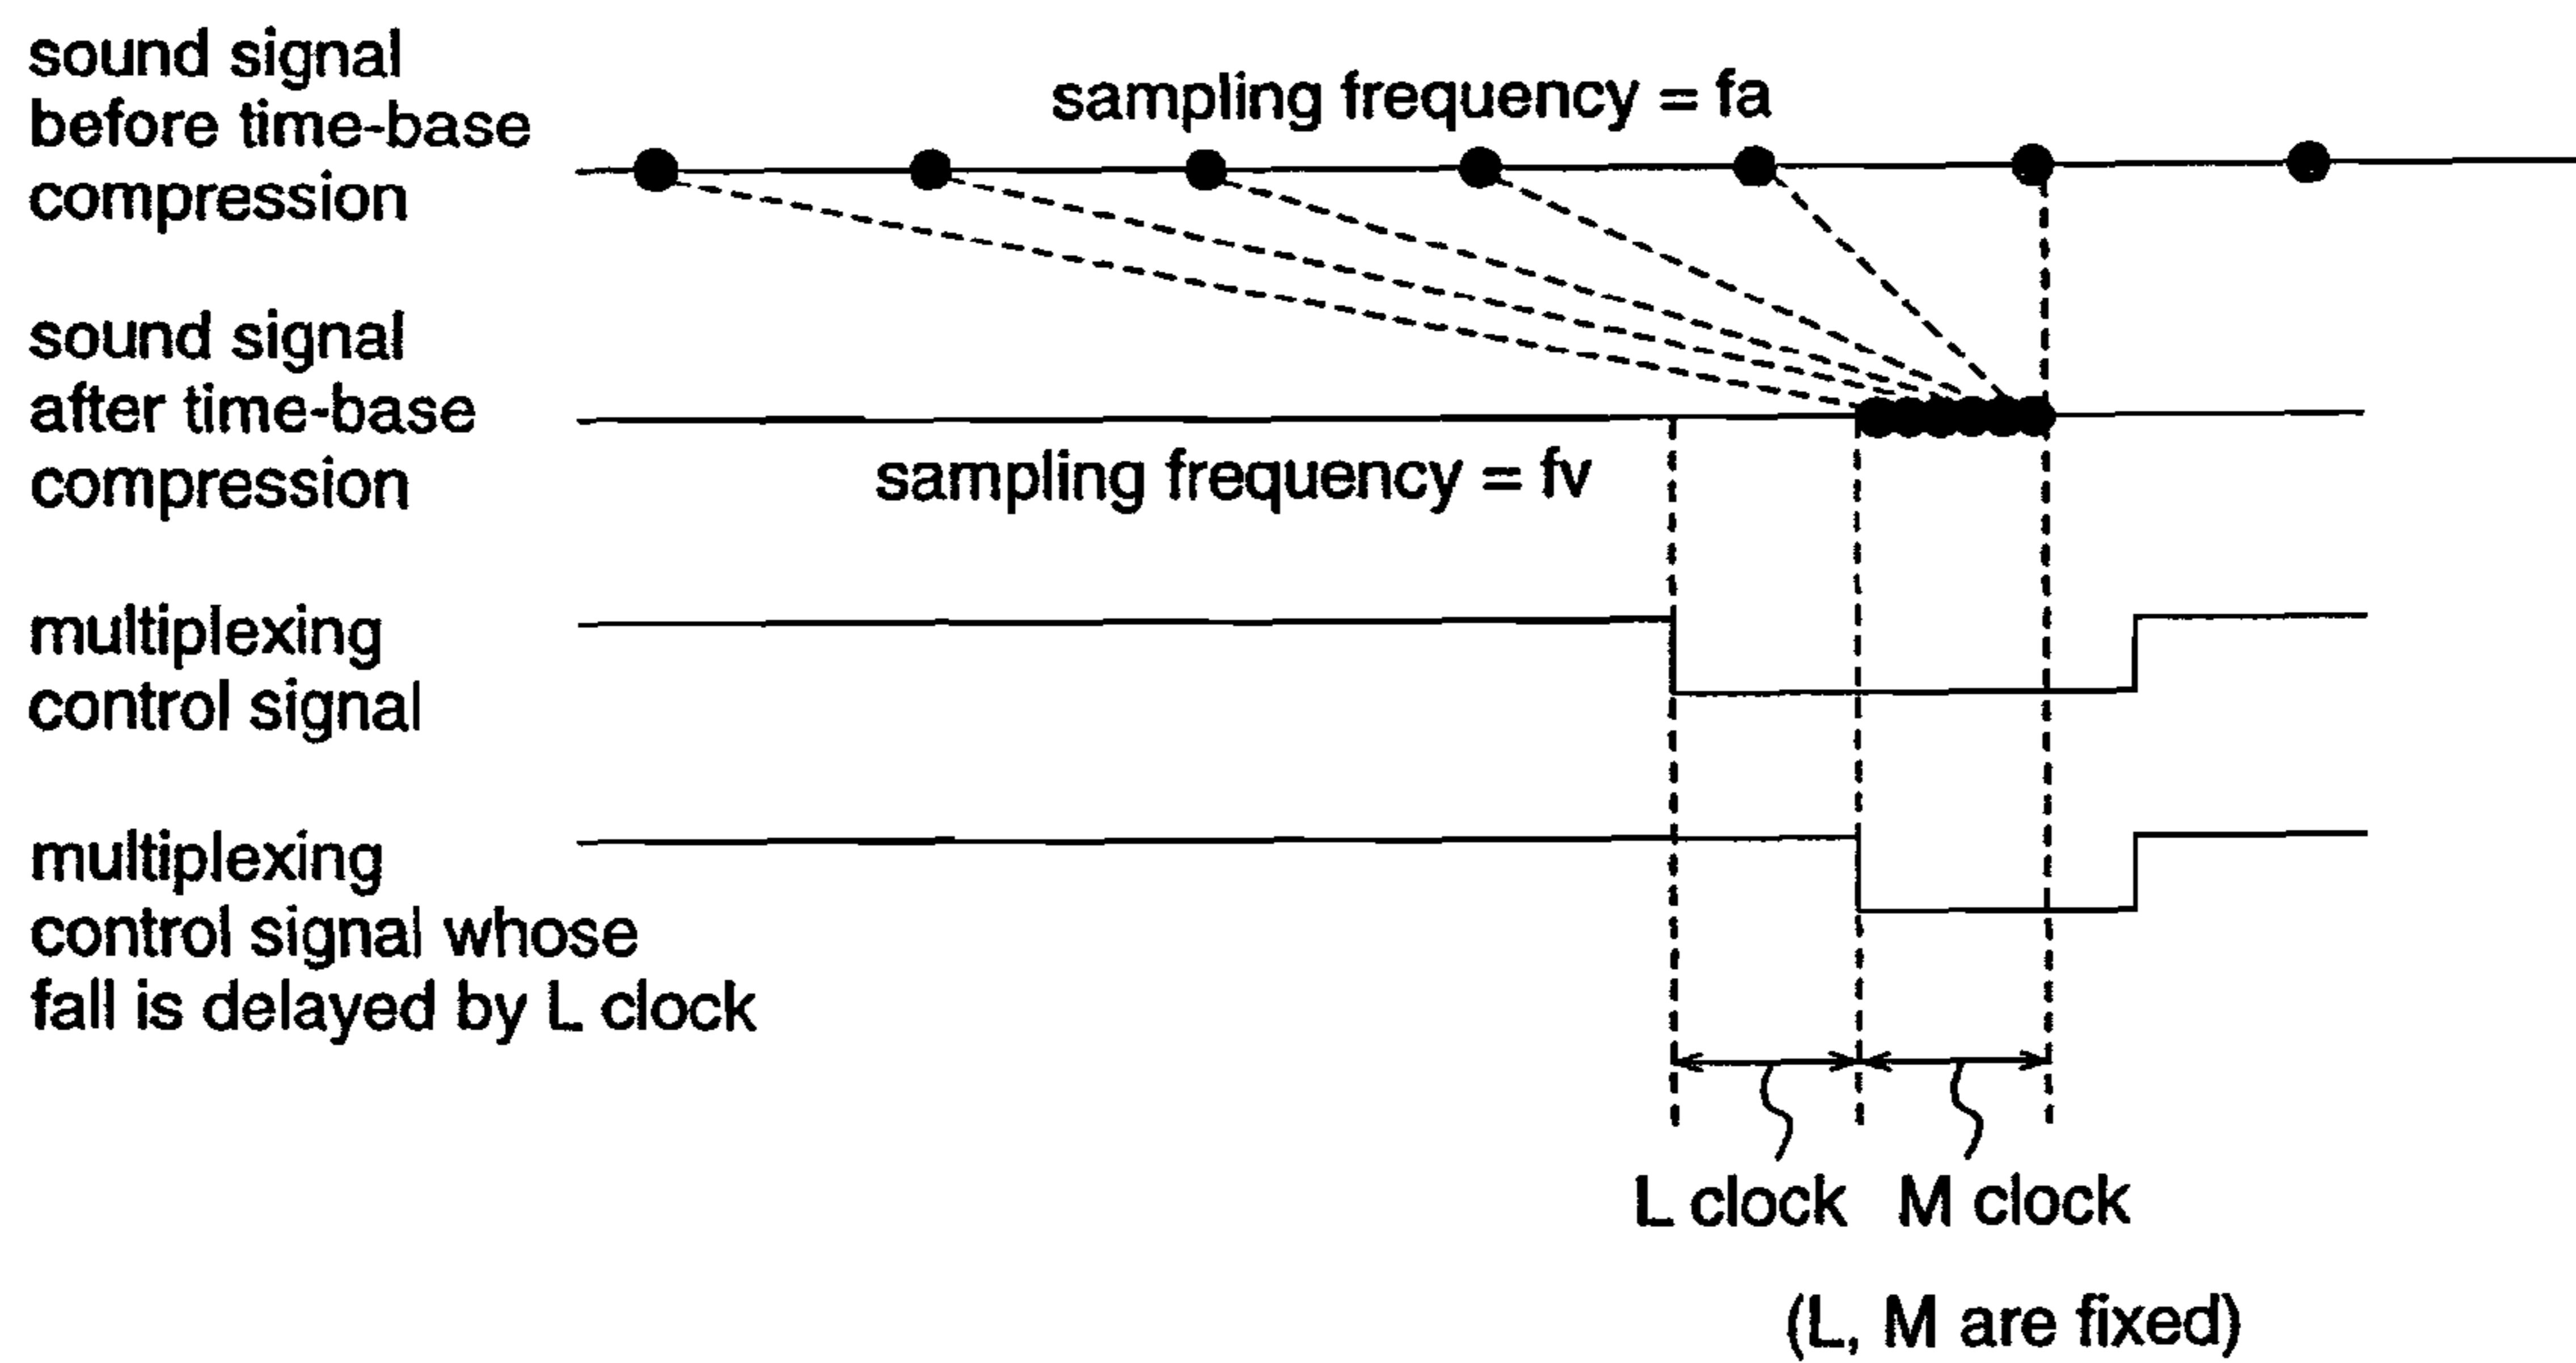 sound signal
before time-base
compression
sampling frequency = fa
sound signal
after time-base
compression
sampling frequency = fv
multiplexing
control signal
multiplexing
control signal whose
fall is delayed by L clock
L clock
M clock
(L, M are fixed)